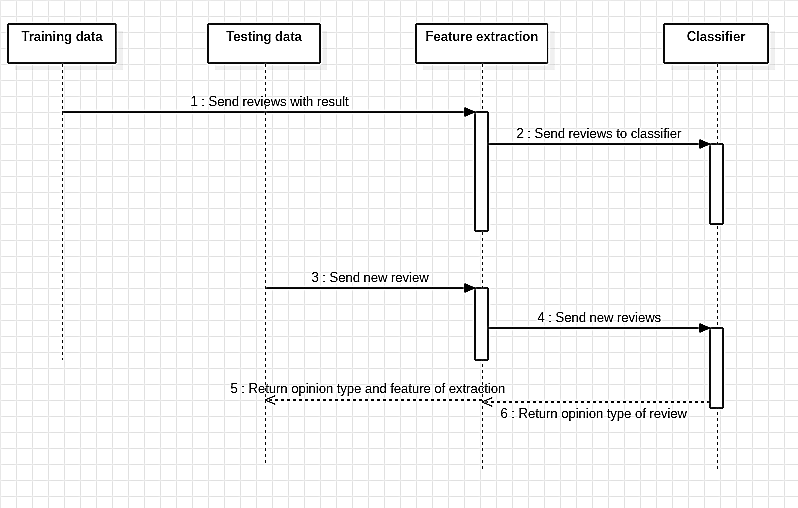 Training data
Testing data
Feature extraction
Classifier
1 : Send reviews with result
2 : Send reviews to classifier
3 : Send new review
4 : Send new reviews
5 : Return opinion type and feature of extraction
6 : Return opinion type of review